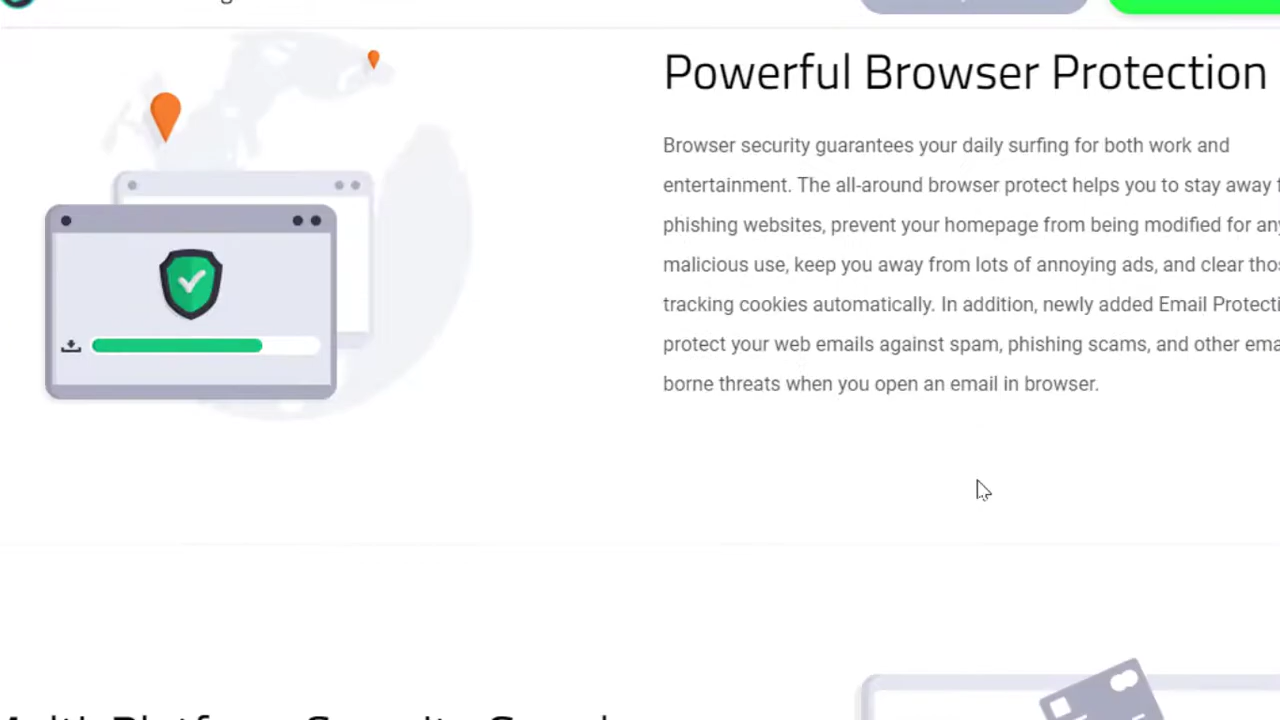 Powerful Browser Protection
Browser security guarantees your daily surfing for both work and
entertainment. The all-around browser protect helps you to stay away
phishing websites, prevent your homepage from being modified for
malicious use, keep you away from lots of annoying ads, and clear
tracking cookies automatically. In addition, newly added Email
protect your web emails against spam, phishing scams, and other
borne threats when you open an email in browser.